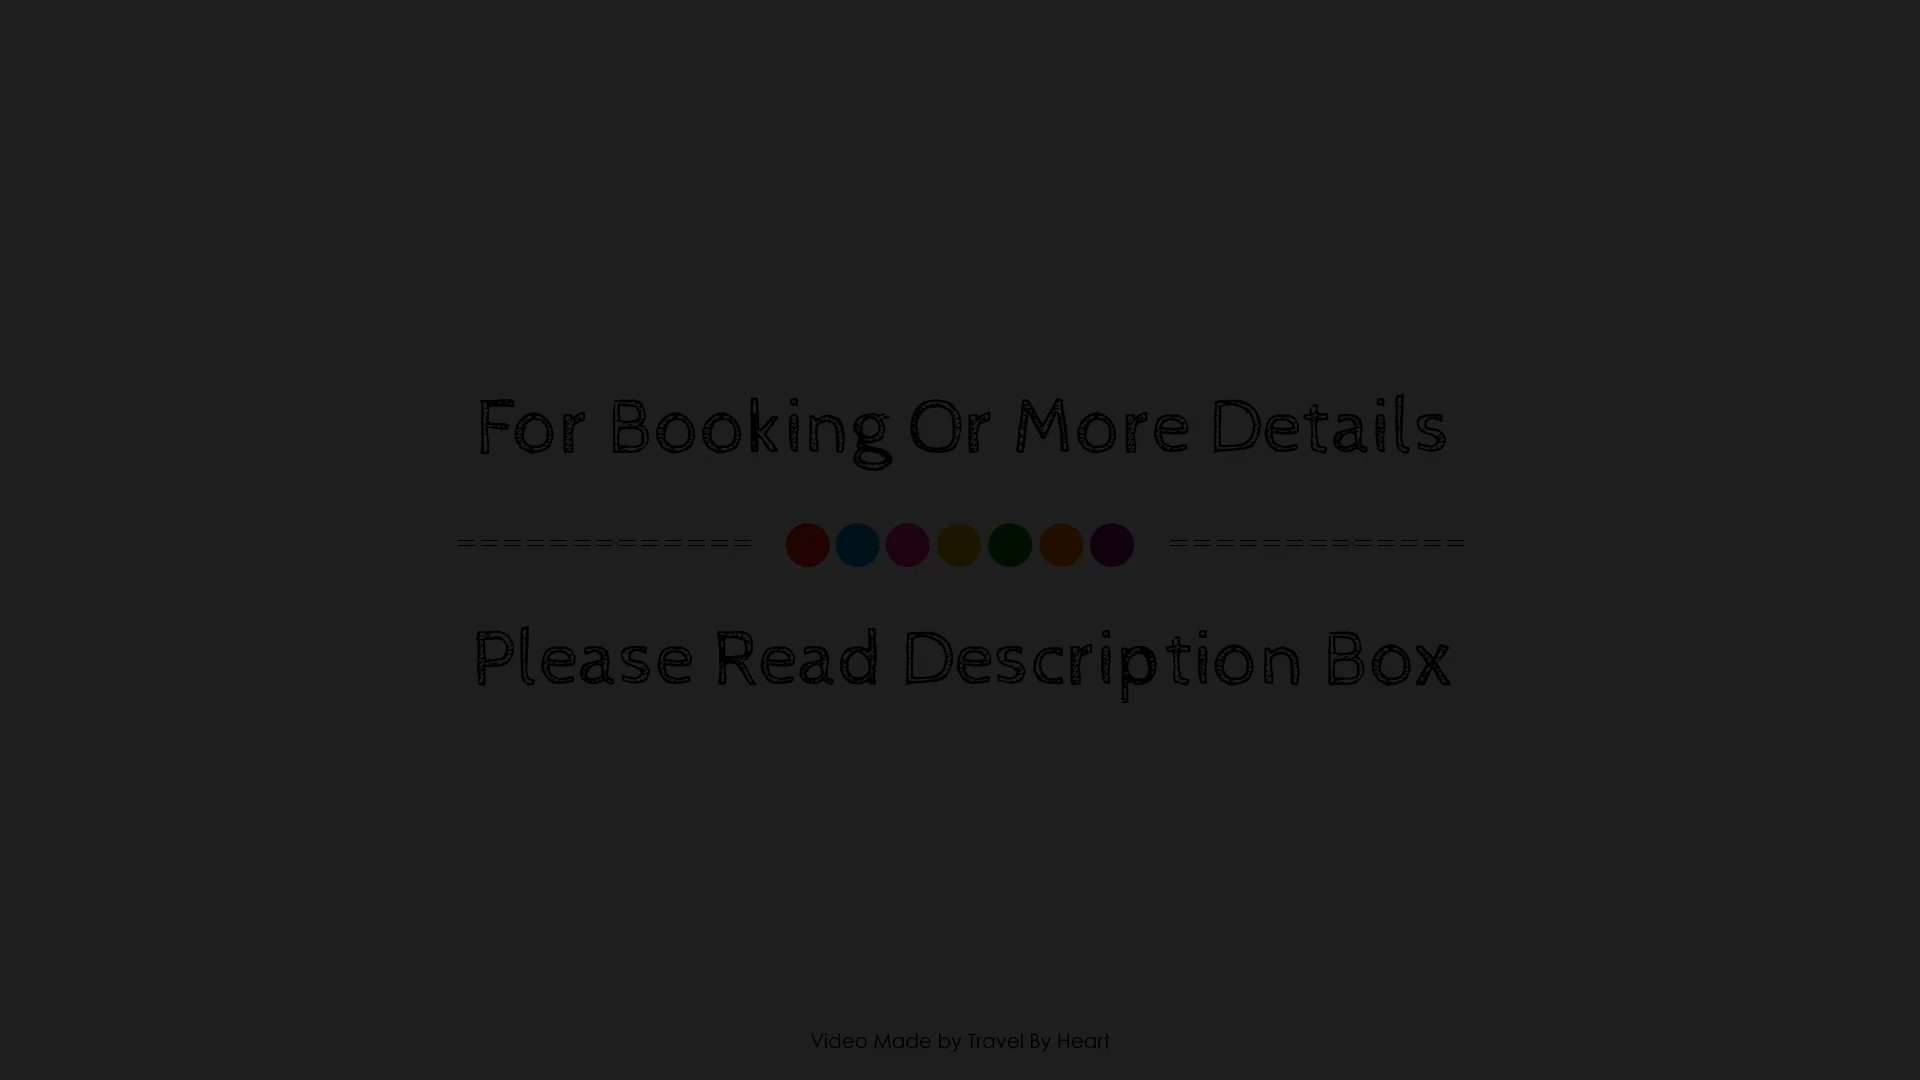 For Booking Or More Details
============= =============
Please Read Description Box
Video Made by Travel By Heart